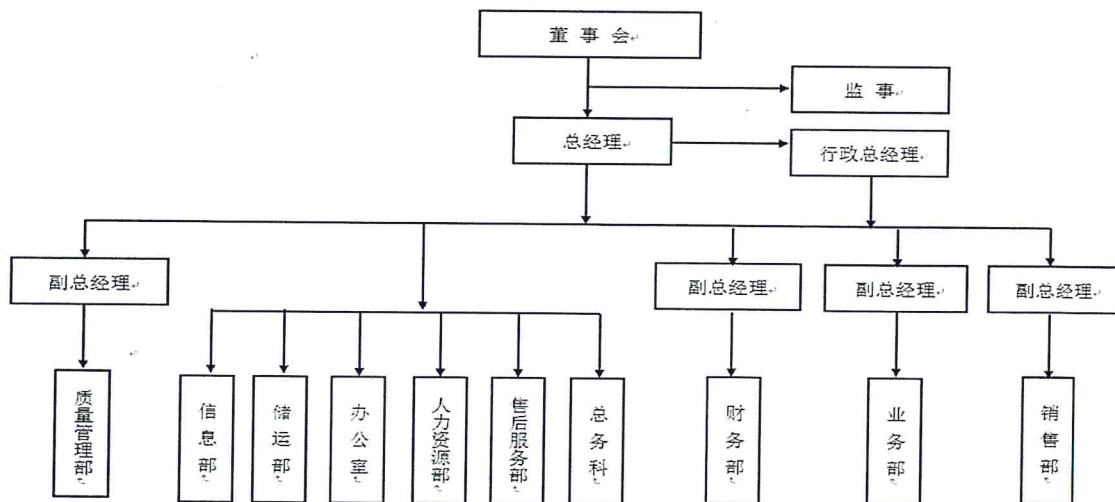 董 事 会
监 事
总经理
行政总经理
副总经理
副总经理
副总经理
副总经理
质量管理部
信息部
储运部
办公室
人力资源部
售后服务部
总务科
财务部
业务部
销售部